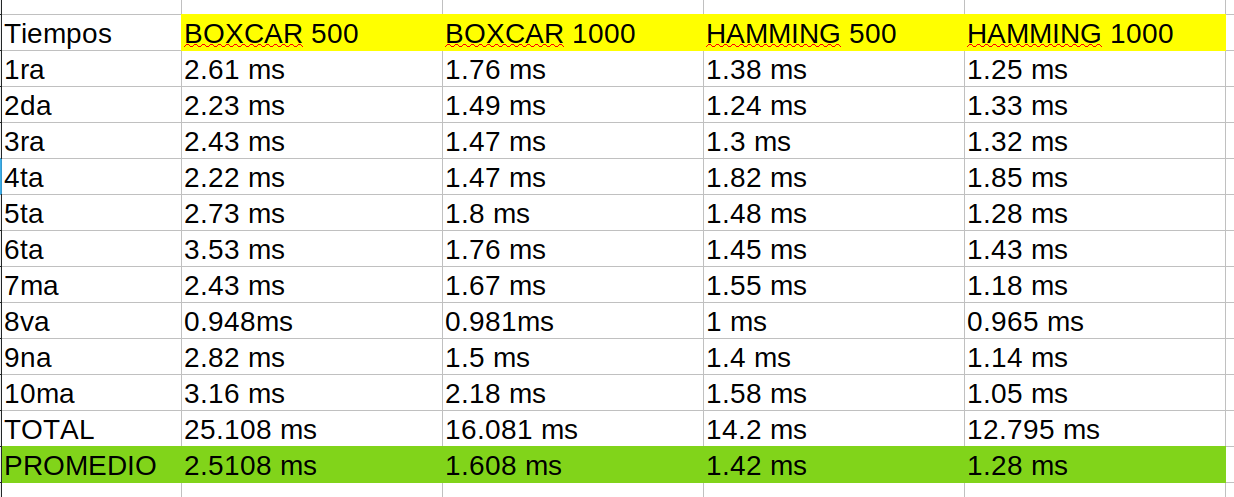 Tiempos BOXCAR 500 BOXCAR 1000 HAMMING 500 HAMMING 1000
1ra 2.61 ms 1.76 ms 1.38 ms 1.25 ms
2da 2.23 ms 1.49 ms 1.24 ms 1.33 ms
3ra 2.43 ms 1.47 ms 1.3 ms 1.32 ms
4ta 2.22 ms 1.47 ms 1.82 ms 1.85 ms
5ta 2.73 ms 1.8 ms 1.48 ms 1.28 ms
6ta 3.53 ms 1.76 ms 1.45 ms 1.43 ms
7ma 2.43 ms 1.67 ms 1.55 ms 1.18 ms
8va 0.948ms 0.981ms 1 ms 0.965 ms
9na 2.82 ms 1.5 ms 1.4 ms 1.14 ms
10ma 3.16 ms 2.18 ms 1.58 ms 1.05 ms
TOTAL 25.108 ms 16.081 ms 14.2 ms 12.795 ms
PROMEDIO 2.5108 ms 1.608 ms 1.42 ms 1.28 ms